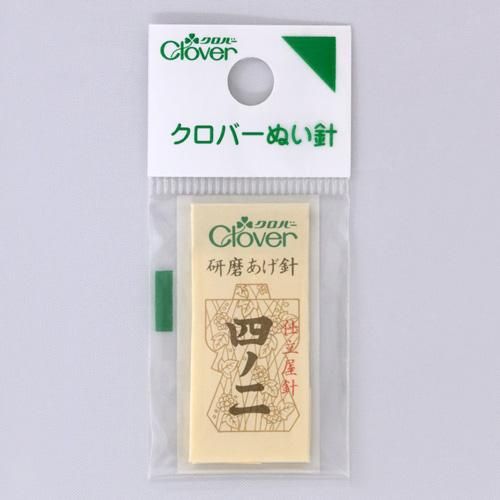 クロバー
Clover
クロバーぬい針
クロバー
Clover
研磨あげ針
四ノ二
仕立屋針